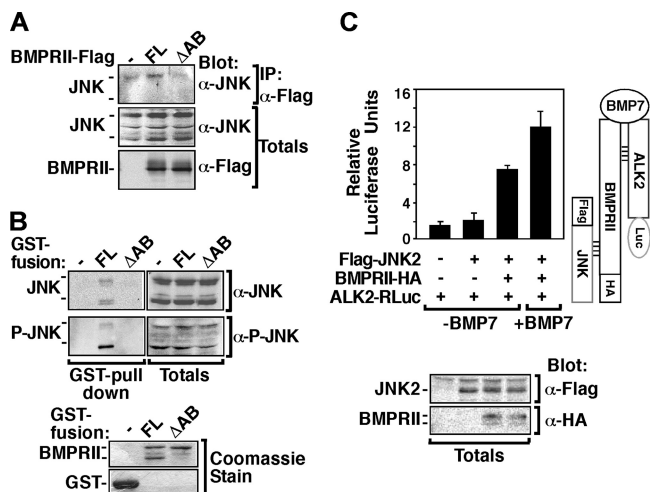 A
BMPRII-Flag
- FL ΔAB
Blot:
JNK
α-JNK
IP:
α-Flag
JNK
α-JNK
Totals
BMPRII-
α-Flag
B
GST-
fusion:
- FL ΔAB - FL ΔAB
JNK
α-JNK
P-JNK
α-P-JNK
GST-pull
down
Totals
GST-
fusion:
- FL ΔAB
BMPRII
GST-
Coomassie
Stain
C
Relative
Luciferase Units
16
12
8
4
0
Flag-JNK2 - + + +
BMPRII-HA - - + +
ALK2-RLuc + + + +
-BMP7 +BMP7
BMP7
ALK2
BMPRII
Luc
Flag
JNK
HA
Blot:
JNK2-
α-Flag
BMPRII
α-HA
Totals